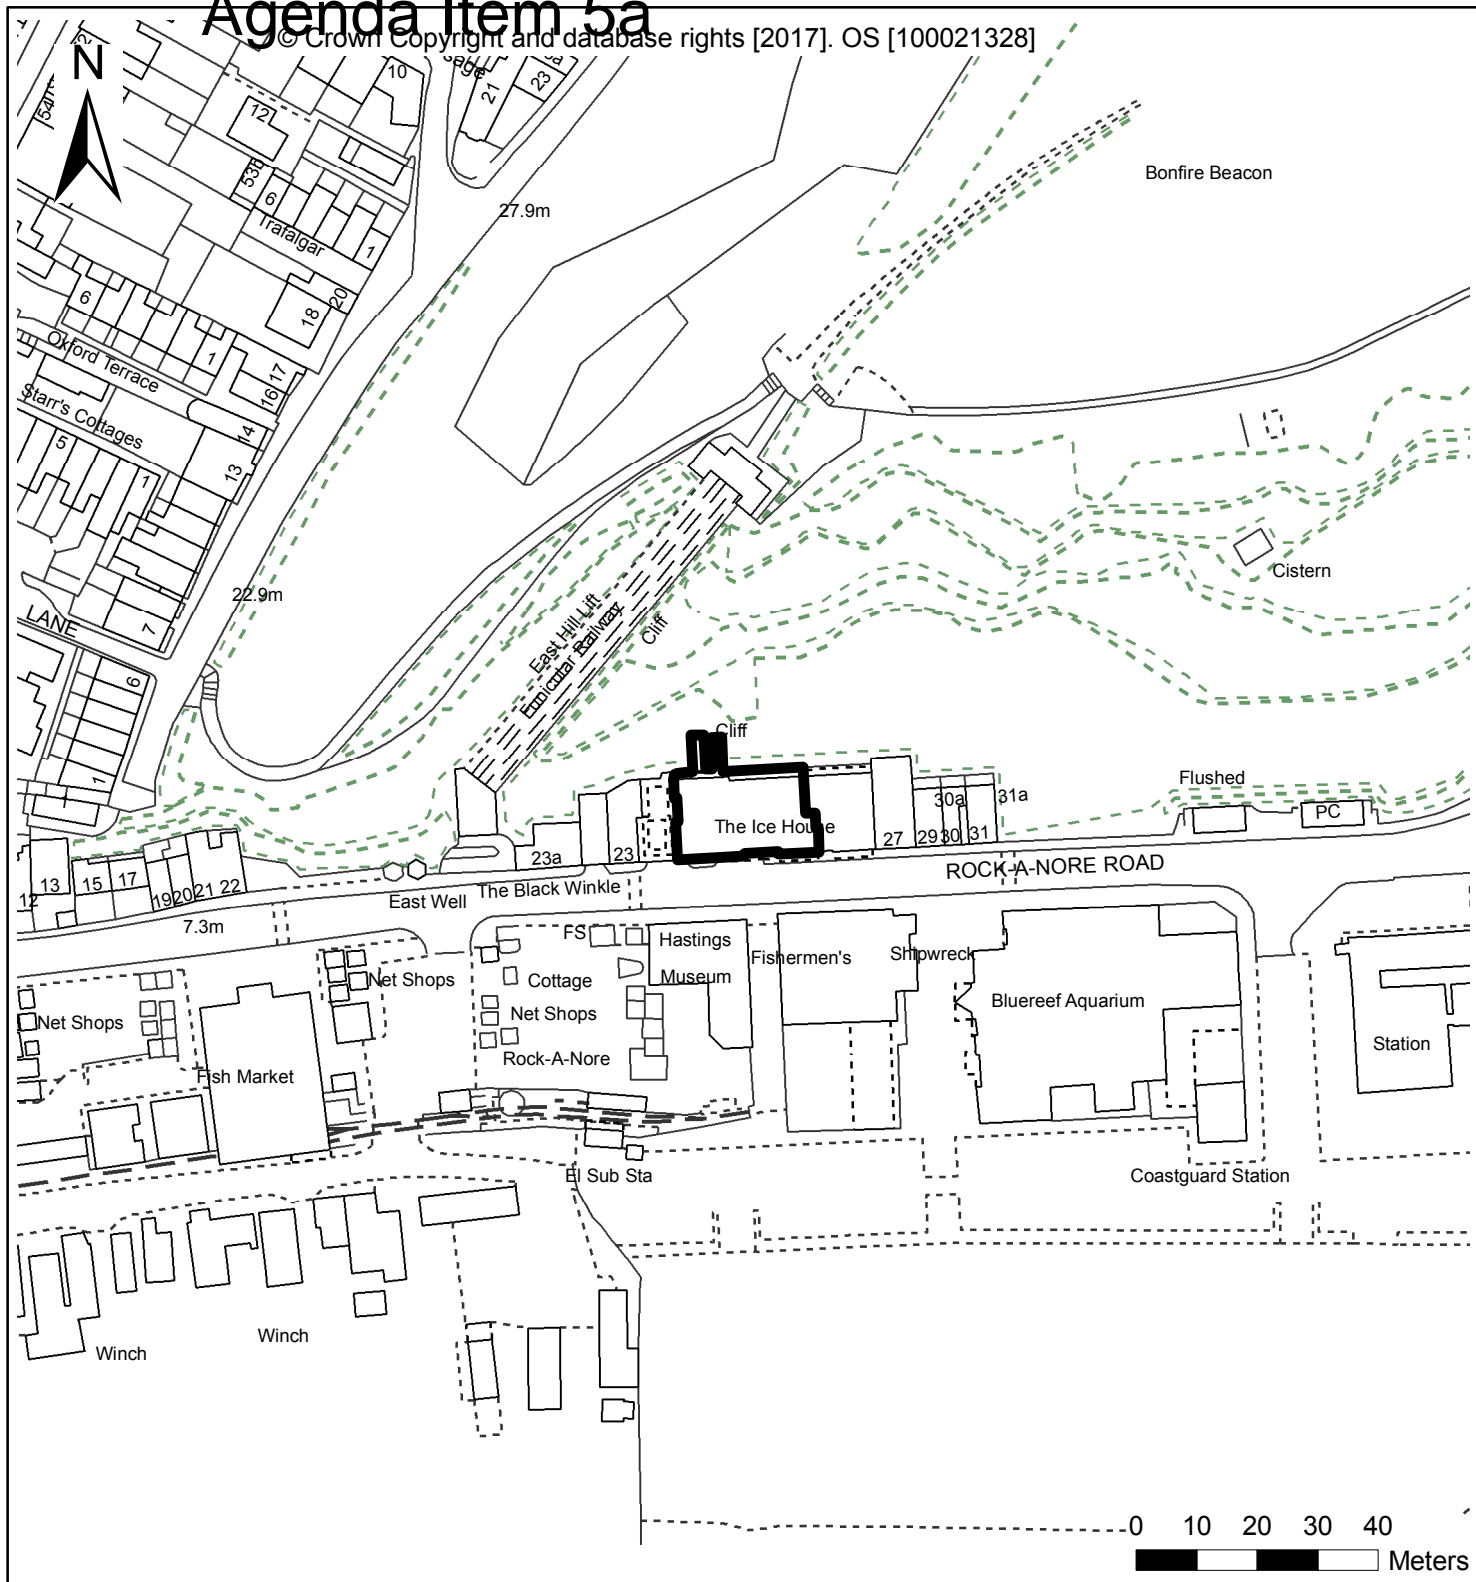 Agenda Item 5a
© Crown Copyright and database rights [2017]. OS [100021328]
N
10
21
23
12
54
53b
6
Trafalgar
1
20
18
27.9m
Bonfire Beacon
6
1
17
16
Oxford Terrace
Starr's Cottages
14
13
5
1
22.9m
LANE
7
6
1
East Hill Lift
Funicular Railway
Cliff
Cistern
Cliff
The Ice House
Flushed
PC
30a
31a
27
29
30
31
23a
23
ROCK-A-NORE ROAD
13
12
15
17
19
20
21
22
7.3m
East Well
The Black Winkle
FS
Hastings
Museum
Fishermen's
Shipwreck
Bluereef Aquarium
Station
Net Shops
Net Shops
Cottage
Net Shops
Rock-A-Nore
Fish Market
El Sub Sta
Coastguard Station
Winch
Winch
0 10 20 30 40
Meters